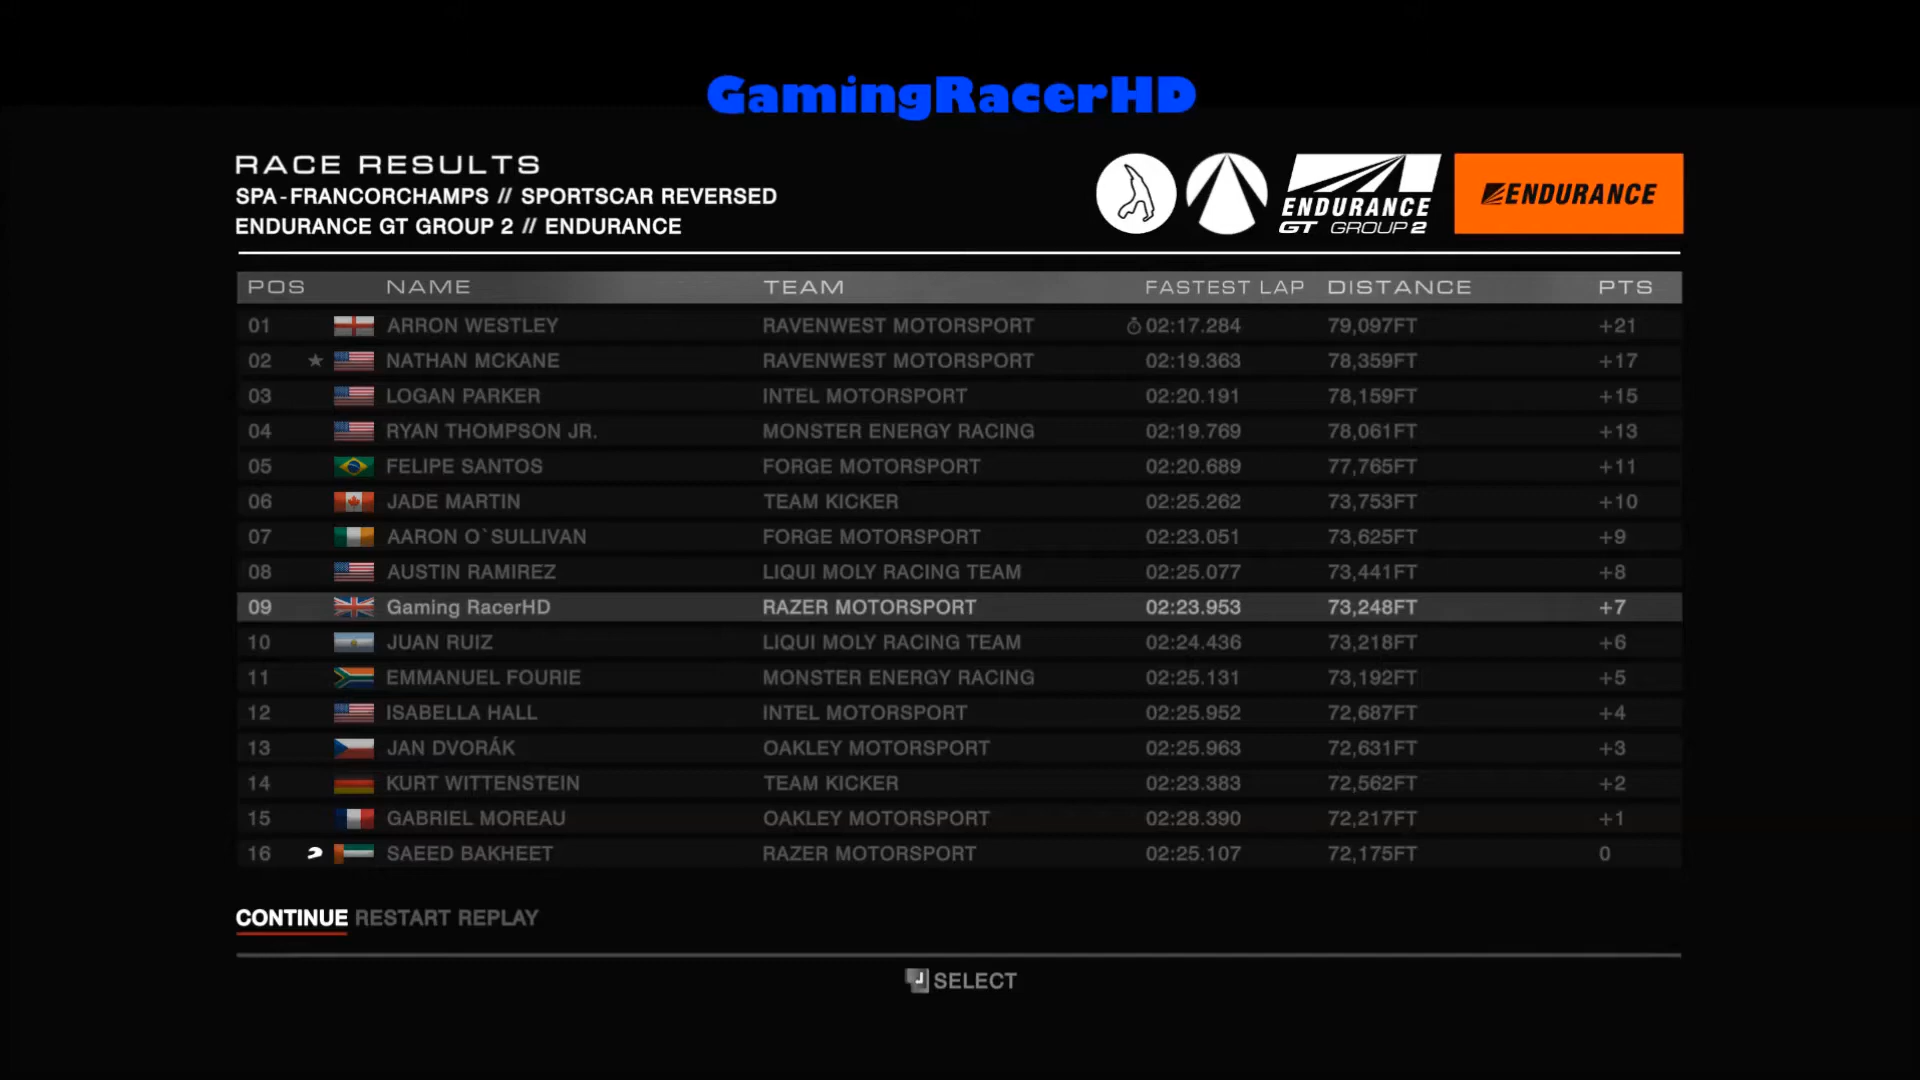 GamingRacerHD
RACE RESULTS
SPA-FRANCORCHAMPS // SPORTSCAR REVERSED
ENDURANCE GT GROUP 2 // ENDURANCE
ENDURANCE
GT GROUP 2
ENDURANCE
POS NAME TEAM FASTEST LAP DISTANCE PTS
01 ARRON WESTLEY RAVENWEST MOTORSPORT 02:17.284 79,097FT +21
02 NATHAN MCKANE RAVENWEST MOTORSPORT 02:19.363 78,359FT +17
03 LOGAN PARKER INTEL MOTORSPORT 02:20.191 78,159FT +15
04 RYAN THOMPSON JR. MONSTER ENERGY RACING 02:19.769 78,061FT +13
05 FELIPE SANTOS FORGE MOTORSPORT 02:20.689 77,765FT +11
06 JADE MARTIN TEAM KICKER 02:25.262 73,753FT +10
07 AARON O`SULLIVAN FORGE MOTORSPORT 02:23.051 73,625FT +9
08 AUSTIN RAMIREZ LIQUI MOLY RACING TEAM 02:25.077 73,441FT +8
09 Gaming RacerHD RAZER MOTORSPORT 02:23.953 73,248FT +7
10 JUAN RUIZ LIQUI MOLY RACING TEAM 02:24.436 73,218FT +6
11 EMMANUEL FOURIE MONSTER ENERGY RACING 02:25.131 73,192FT +5
12 ISABELLA HALL INTEL MOTORSPORT 02:25.952 72,687FT +4
13 JAN DVORÁK OAKLEY MOTORSPORT 02:25.963 72,631FT +3
14 KURT WITTENSTEIN TEAM KICKER 02:23.383 72,562FT +2
15 GABRIEL MOREAU OAKLEY MOTORSPORT 02:28.390 72,217FT +1
16 SAEED BAKHEET RAZER MOTORSPORT 02:25.107 72,175FT 0
CONTINUE RESTART REPLAY
SELECT